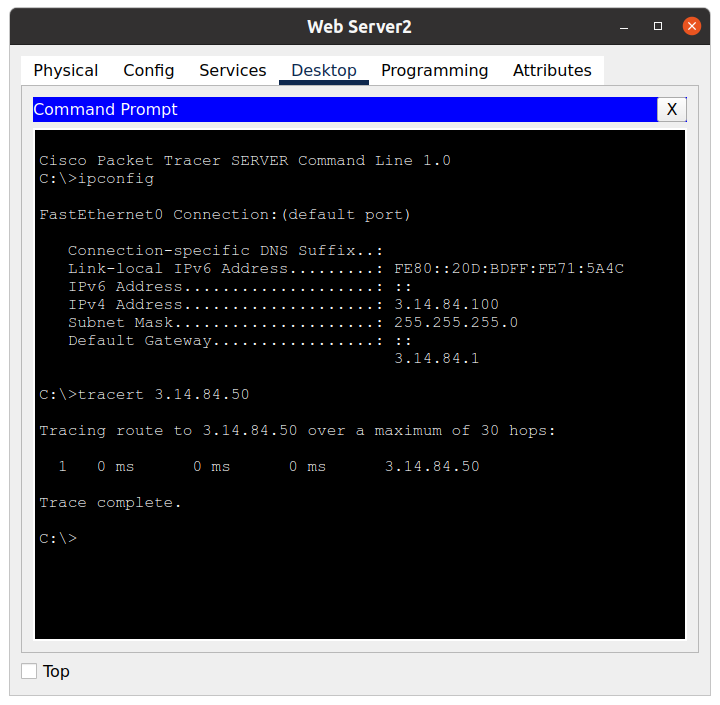 Web Server2
Physical Config Services Desktop Programming Attributes
Command Prompt X
Cisco Packet Tracer SERVER Command Line 1.0
C:\>ipconfig
FastEthernet0 Connection:(default port)
Connection-specific DNS Suffix..:
Link-local IPv6 Address.........: FE80::20D:BDFF:FE71:5A4C
IPv6 Address....................: ::
IPv4 Address....................: 3.14.84.100
Subnet Mask.....................: 255.255.255.0
Default Gateway.................: ::
3.14.84.1
C:\>tracert 3.14.84.50
Tracing route to 3.14.84.50 over a maximum of 30 hops:
1 0 ms 0 ms 0 ms 3.14.84.50
Trace complete.
C:\>
Top